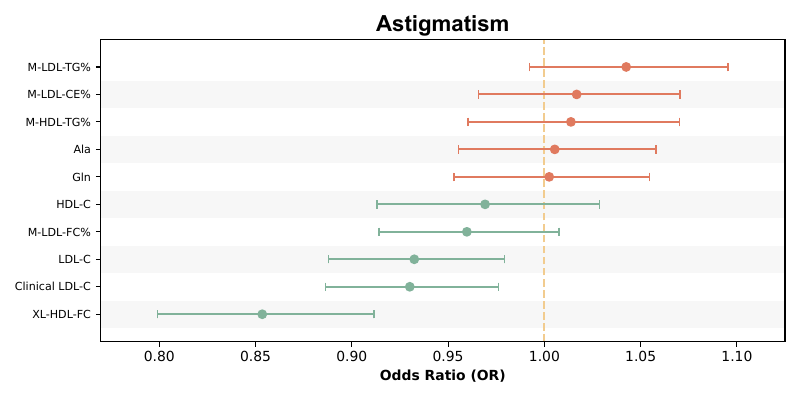 Astigmatism
M-LDL-TG%
M-LDL-CE%
M-HDL-TG%
Ala
Gln
HDL-C
M-LDL-FC%
LDL-C
Clinical LDL-C
XL-HDL-FC
0.80 0.85 0.90 0.95 1.00 1.05 1.10
Odds Ratio (OR)